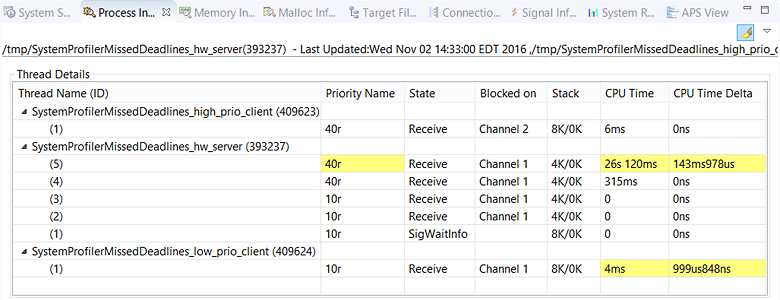 System S... Process In... Memory In... Malloc Inf... Target Fil... Connectio... Signal Inf... System R... APS View
/tmp/SystemProfilerMissedDeadlines_hw_server(393237) - Last Updated:Wed Nov 02 14:33:00 EDT 2016 ,/tmp/SystemProfilerMissedDeadlines_high_prio_c
Thread Details
Thread Name (ID) Priority Name State Blocked on Stack CPU Time CPU Time Delta
SystemProfilerMissedDeadlines_high_prio_client (409623)
(1) 40r Receive Channel 2 8K/0K 6ms 0ns
SystemProfilerMissedDeadlines_hw_server (393237)
(5) 40r Receive Channel 1 4K/0K 26s 120ms 143ms978us
(4) 40r Receive Channel 1 4K/0K 315ms 0ns
(3) 10r Receive Channel 1 4K/0K 0 0ns
(2) 10r Receive Channel 1 4K/0K 0 0ns
(1) 10r SigWaitInfo 8K/0K 0 0ns
SystemProfilerMissedDeadlines_low_prio_client (409624)
(1) 10r Receive Channel 1 8K/0K 4ms 999us848ns